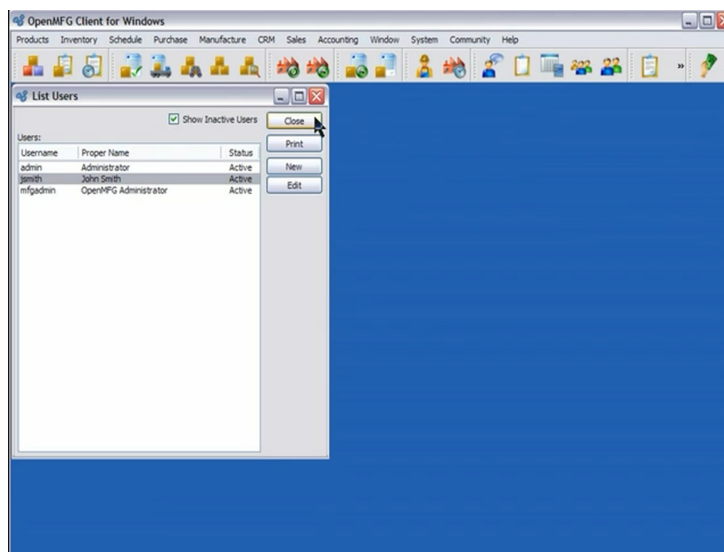 OpenMFG Client for Windows
Products Inventory Schedule Purchase Manufacture CRM Sales Accounting Window System Community Help
»
List Users
Show Inactive Users Close
Users:
Print
Username Proper Name Status
admin Administrator Active New
jsmith John Smith Active
mfgadmin OpenMFG Administrator Active Edit